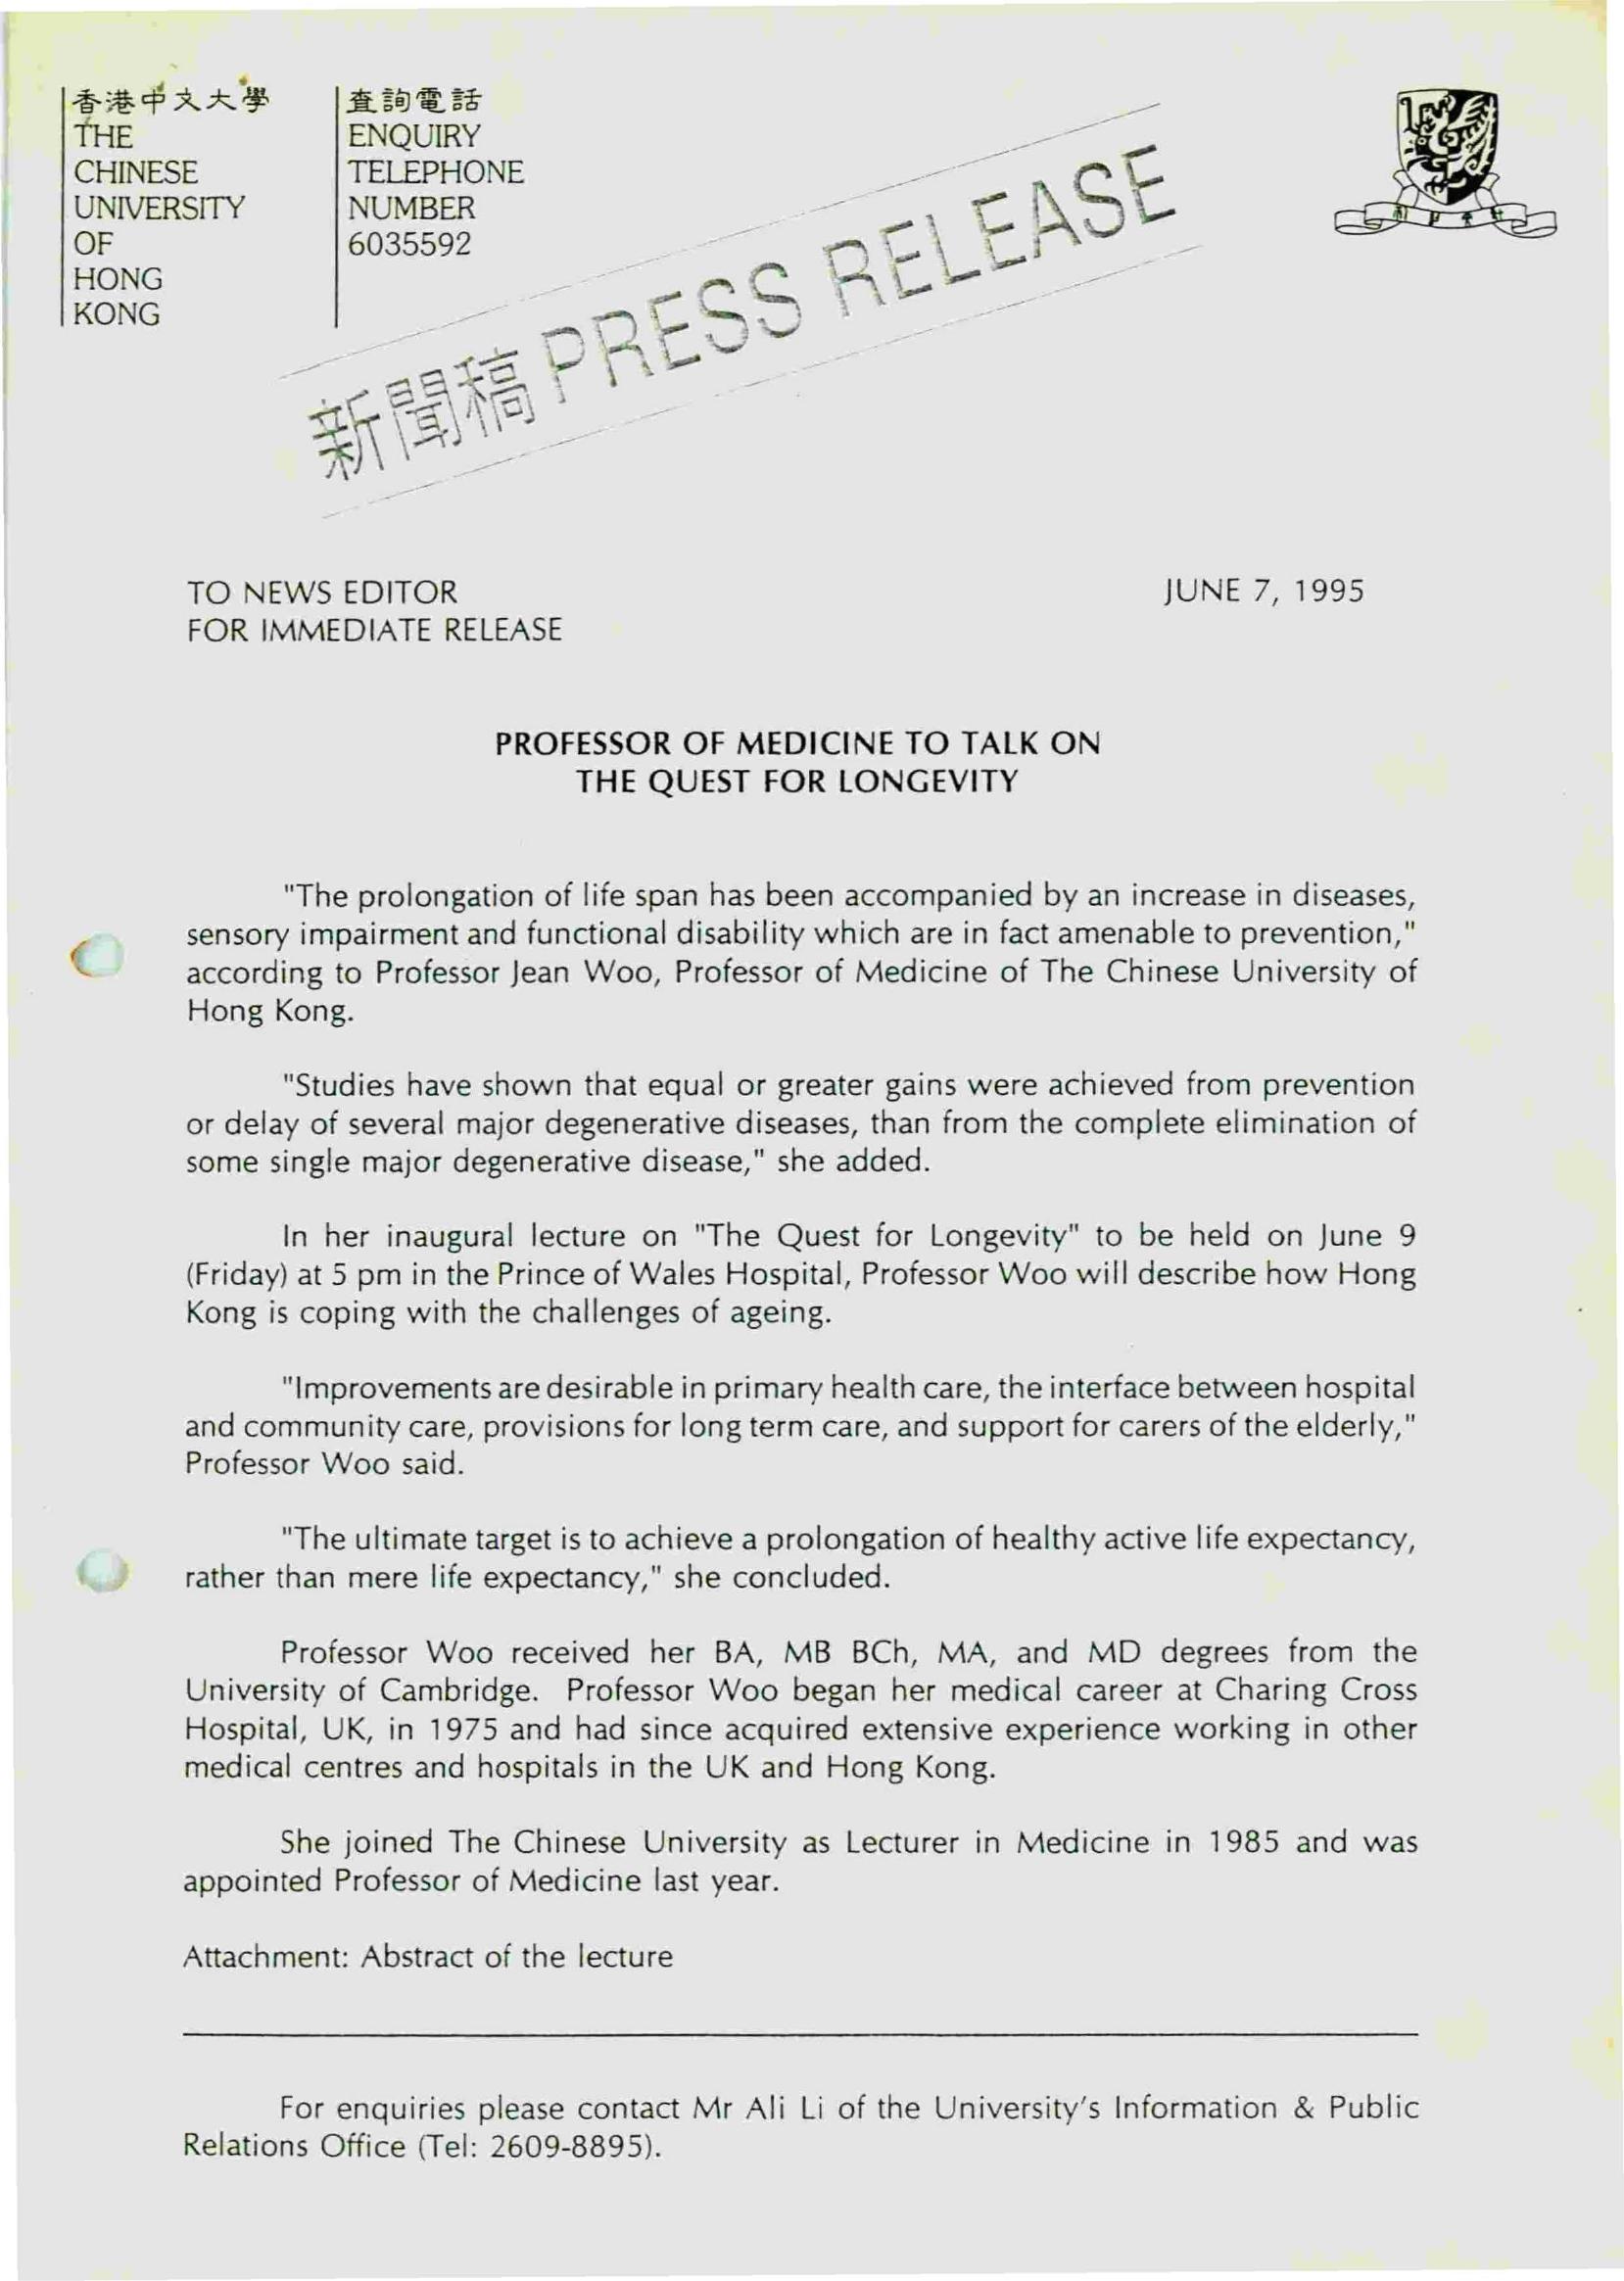 香港中文大學
THE
CHINESE
UNIVERSITY
OF
HONG
KONG
查詢電話
ENQUIRY
TELEPHONE
NUMBER
6035592
新聞稿 PRESS RELEASE
TO NEWS EDITOR
FOR IMMEDIATE RELEASE
JUNE 7, 1995
PROFESSOR OF MEDICINE TO TALK ON
THE QUEST FOR LONGEVITY
"The prolongation of life span has been accompanied by an increase in diseases,
sensory impairment and functional disability which are in fact amenable to prevention,"
according to Professor Jean Woo, Professor of Medicine of The Chinese University of
Hong Kong.
"Studies have shown that equal or greater gains were achieved from prevention
or delay of several major degenerative diseases, than from the complete elimination of
some single major degenerative disease," she added.
In her inaugural lecture on "The Quest for Longevity" to be held on June 9
(Friday) at 5 pm in the Prince of Wales Hospital, Professor Woo will describe how Hong
Kong is coping with the challenges of ageing.
"Improvements are desirable in primary health care, the interface between hospital
and community care, provisions for long term care, and support for carers of the elderly,"
Professor Woo said.
"The ultimate target is to achieve a prolongation of healthy active life expectancy,
rather than mere life expectancy," she concluded.
Professor Woo received her BA, MB BCh, MA, and MD degrees from the
University of Cambridge. Professor Woo began her medical career at Charing Cross
Hospital, UK, in 1975 and had since acquired extensive experience working in other
medical centres and hospitals in the UK and Hong Kong.
She joined The Chinese University as Lecturer in Medicine in 1985 and was
appointed Professor of Medicine last year.
Attachment: Abstract of the lecture
For enquiries please contact Mr Ali Li of the University's Information & Public
Relations Office (Tel: 2609-8895).